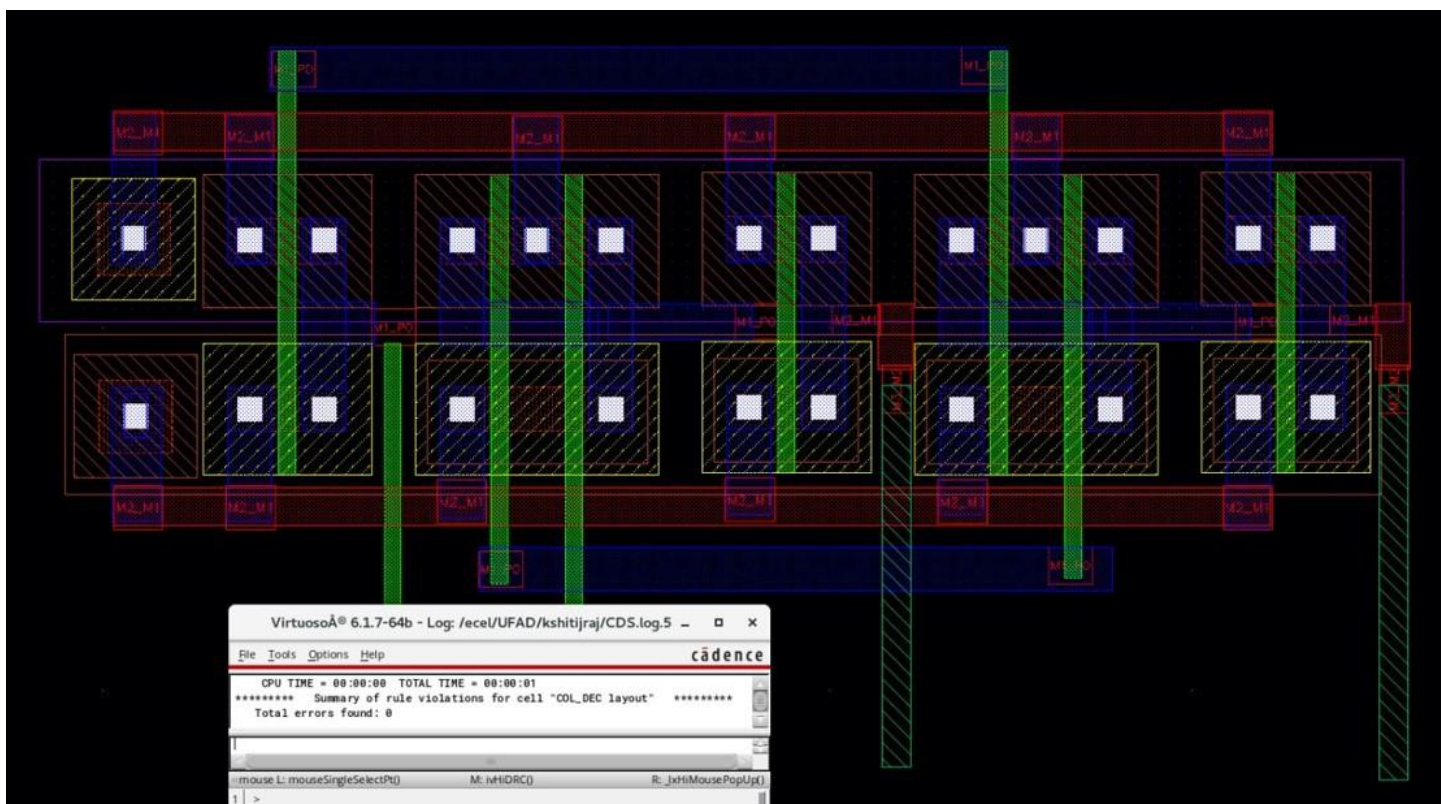 M1_PO M1_PO
M2_M1 M2_M1 M2_M1 M2_M1 M2_M1 M2_M1
M1_PO M1_PO M2_M1 M1_PO M2_M1
M2_M1 M2_M1 M2_M1 M2_M1 M2_M1 M2_M1
M1_PO M1_PO
VirtuosoÂ® 6.1.7-64b - Log: /ecel/UFAD/kshitijraj/CDS.log.5
File Tools Options Help cādence
CPU TIME = 00:00:00 TOTAL TIME = 00:00:01
********* Summary of rule violations for cell "COL_DEC layout" *********
Total errors found: 0
mouse L: mouseSingleSelectPt() M: ivHiDRC() R: _lxHiMousePopUp()
1 >